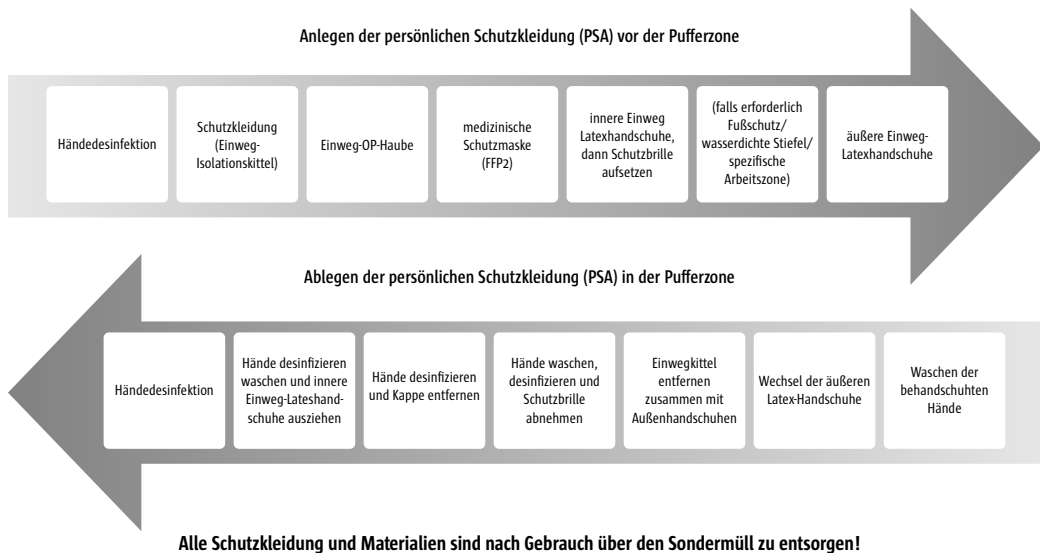 Anlegen der persönlichen Schutzkleidung (PSA) vor der Pufferzone
Händedesinfektion
Schutzkleidung
(Einweg-
Isolationskittel)
Einweg-OP-Haube
medizinische
Schutzmaske
(FFP2)
innere Einweg
Latexhandschuhe,
dann Schutzbrille
aufsetzen
(falls erforderlich
Fußschutz/
wasserdichte Stiefel/
spezifische
Arbeitszone)
äußere Einweg-
Latexhandschuhe
Ablegen der persönlichen Schutzkleidung (PSA) in der Pufferzone
Händedesinfektion
Hände desinfizieren
waschen und innere
Einweg-Lateshand-
schuhe ausziehen
Hände desinfizieren
und Kappe entfernen
Hände waschen,
desinfizieren und
Schutzbrille
abnehmen
Einwegkittel
entfernen
zusammen mit
Außenhandschuhen
Wechsel der äußeren
Latex-Handschuhe
Waschen der
behandschuhten
Hände
Alle Schutzkleidung und Materialien sind nach Gebrauch über den Sondermüll zu entsorgen!